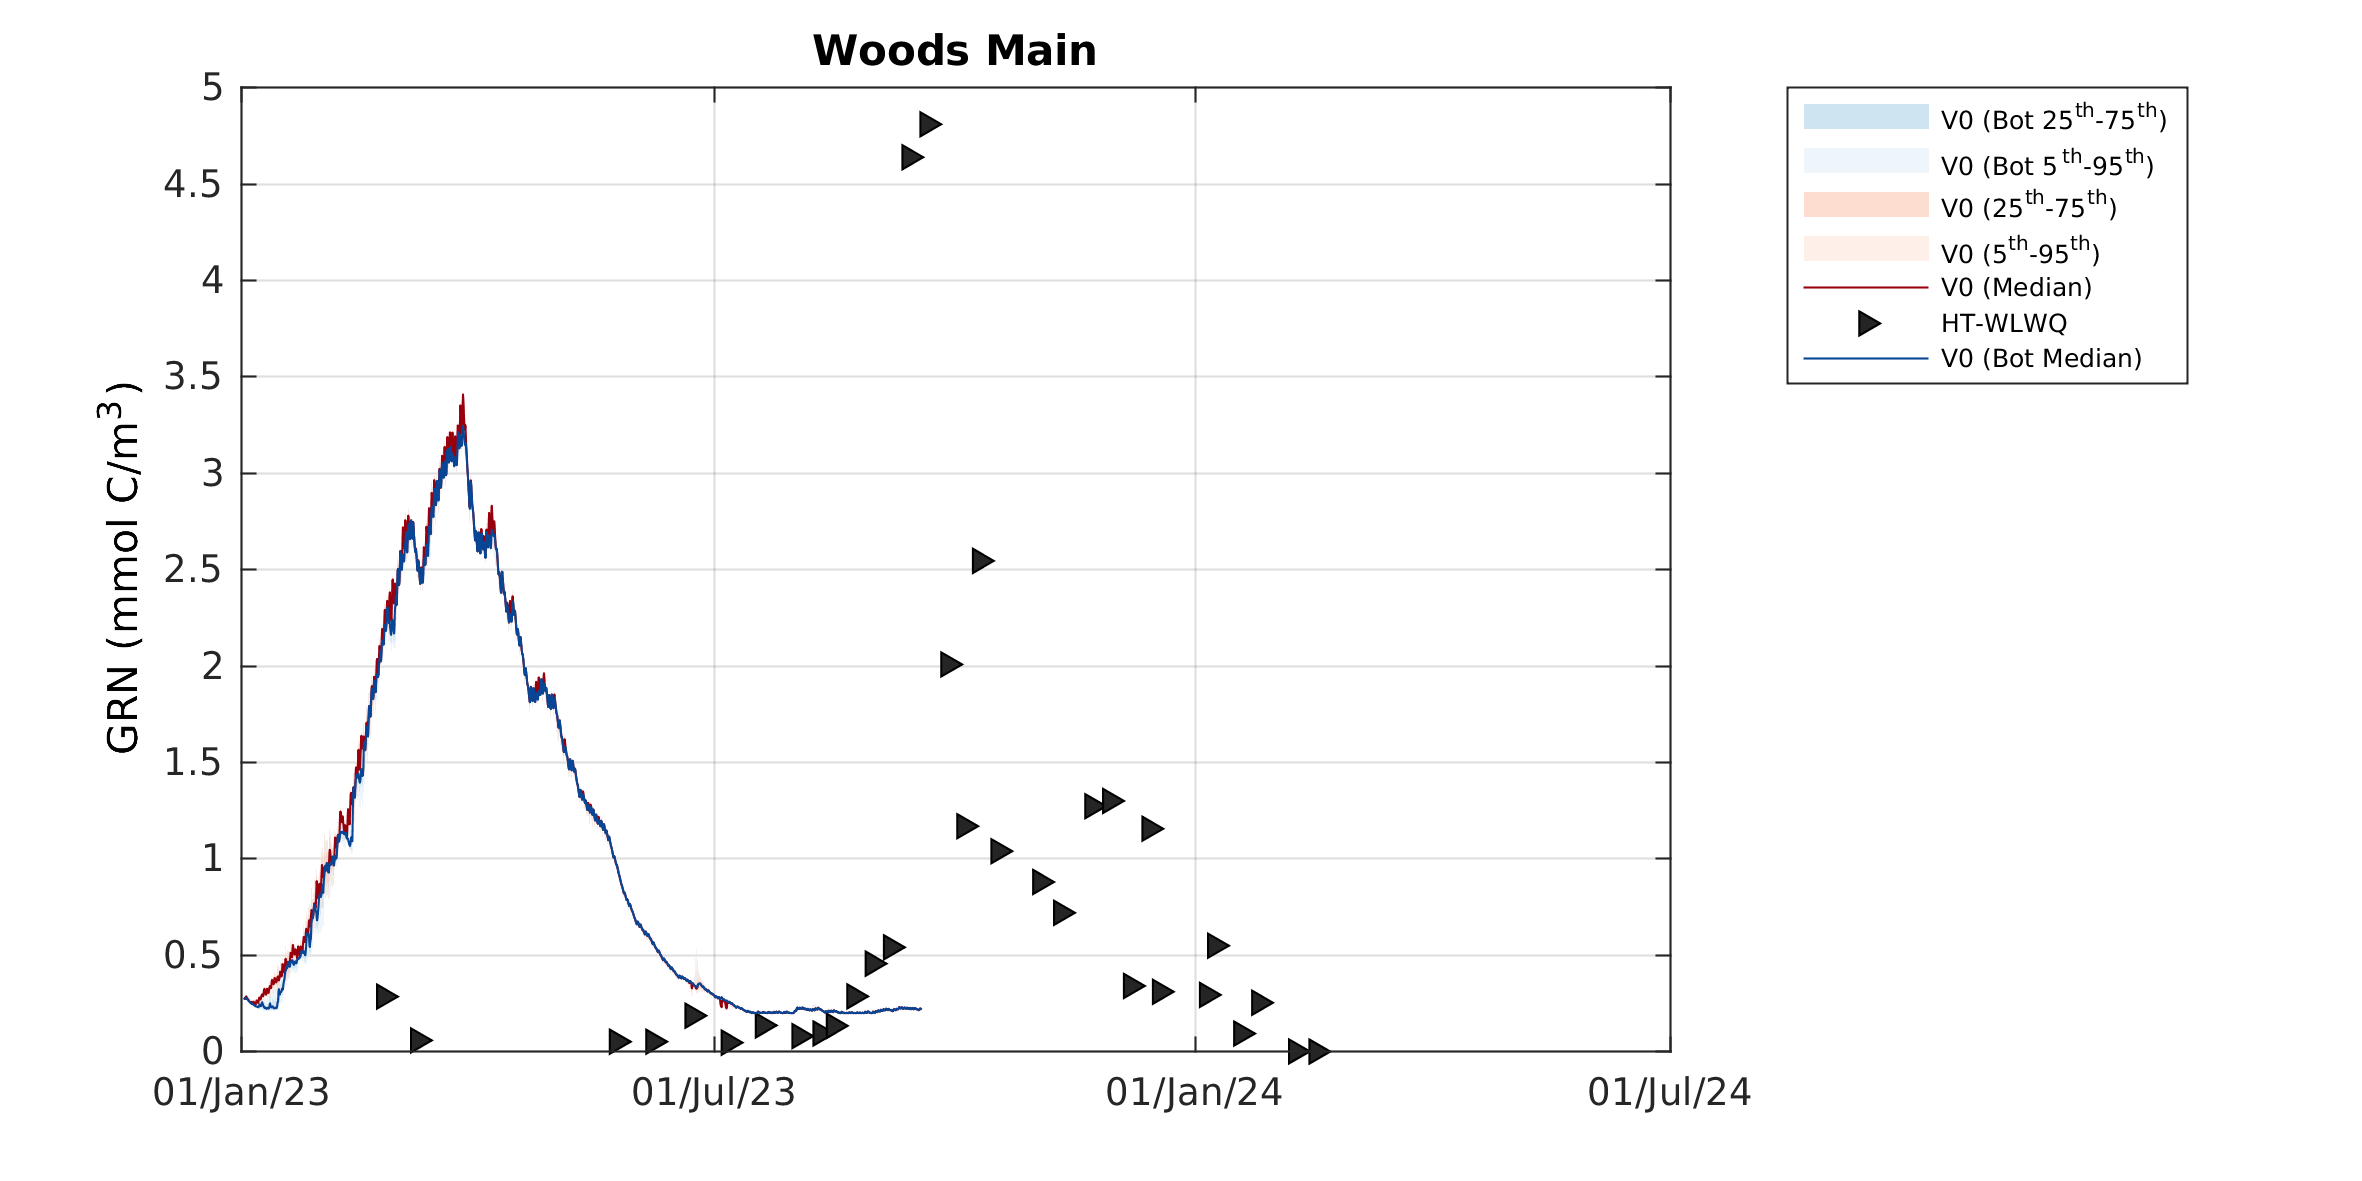 Woods Main
5
4.5
4
3.5
3
2.5
2
1.5
1
0.5
0
GRN (mmol C/m³)
01/Jan/23 01/Jul/23 01/Jan/24 01/Jul/24
V0 (Bot 25th-75th)
V0 (Bot 5th-95th)
V0 (25th-75th)
V0 (5th-95th)
V0 (Median)
HT-WLWQ
V0 (Bot Median)